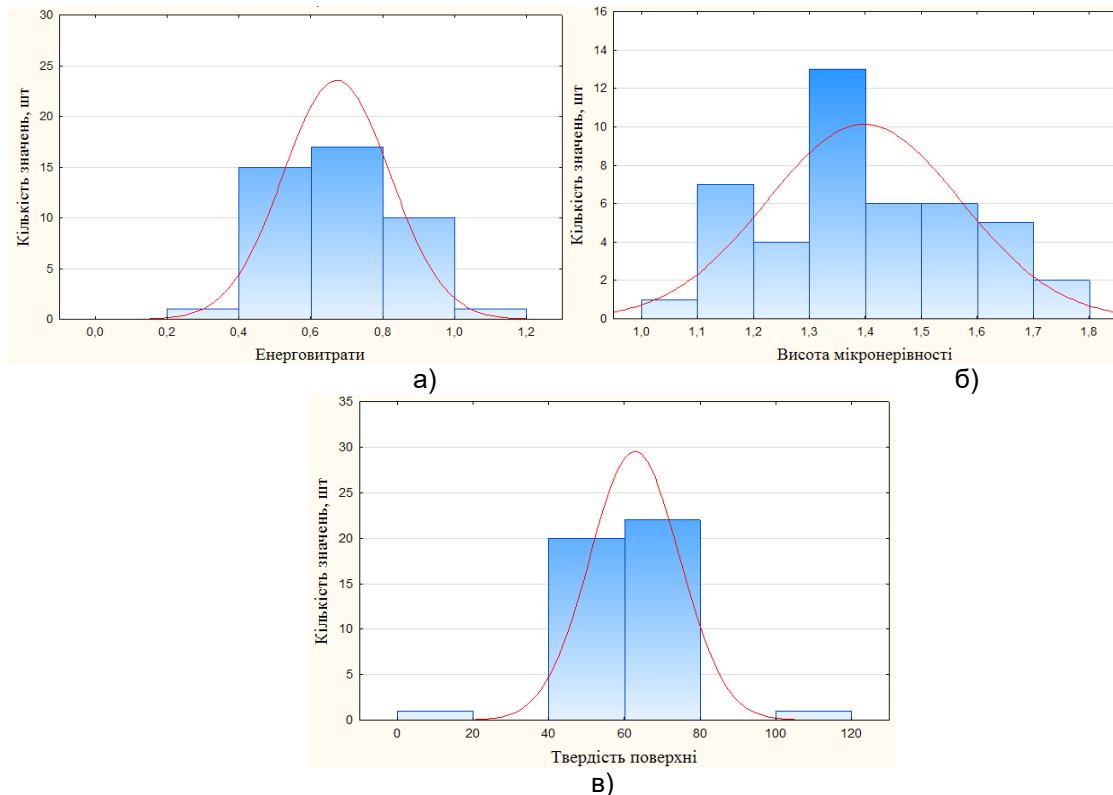 Кількість значень, шт
30
25
20
15
10
5
0
0,0 0,2 0,4 0,6 0,8 1,0 1,2
Енерговитрати
а)
Кількість значень, шт
16
14
12
10
8
6
4
2
0
1,0 1,1 1,2 1,3 1,4 1,5 1,6 1,7 1,8
Висота мікронерівності
б)
Кількість значень, шт
35
30
25
20
15
10
5
0
0 20 40 60 80 100 120
Твердість поверхні
в)